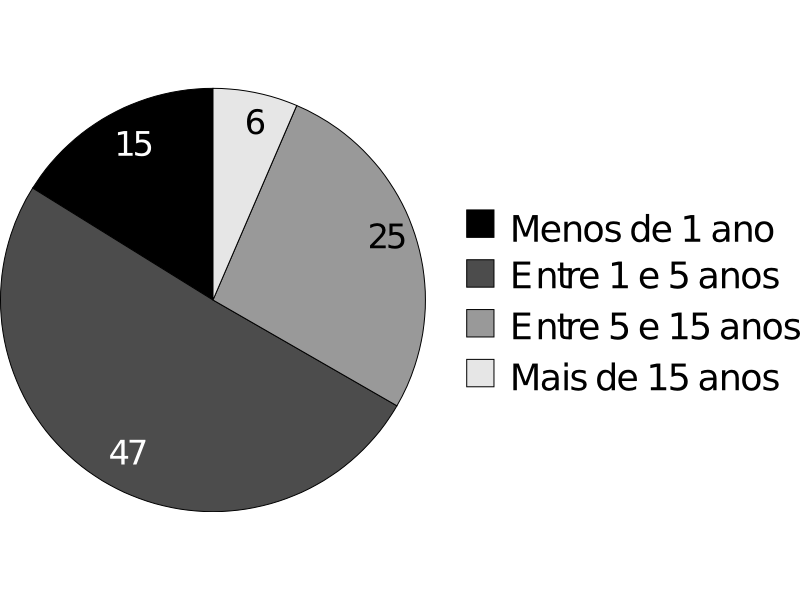 6
15
25
47
Menos de 1 ano
Entre 1 e 5 anos
Entre 5 e 15 anos
Mais de 15 anos